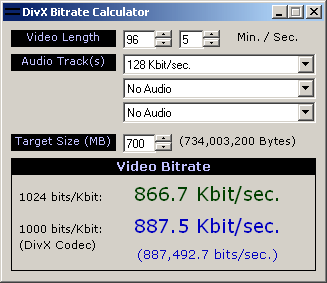 DivX Bitrate Calculator
Video Length 96 5 Min. / Sec.
Audio Track(s) 128 Kbit/sec.
No Audio
No Audio
Target Size (MB) 700 (734,003,200 Bytes)
Video Bitrate
1024 bits/Kbit: 866.7 Kbit/sec.
1000 bits/Kbit: 887.5 Kbit/sec.
(DivX Codec) (887,492.7 bits/sec.)